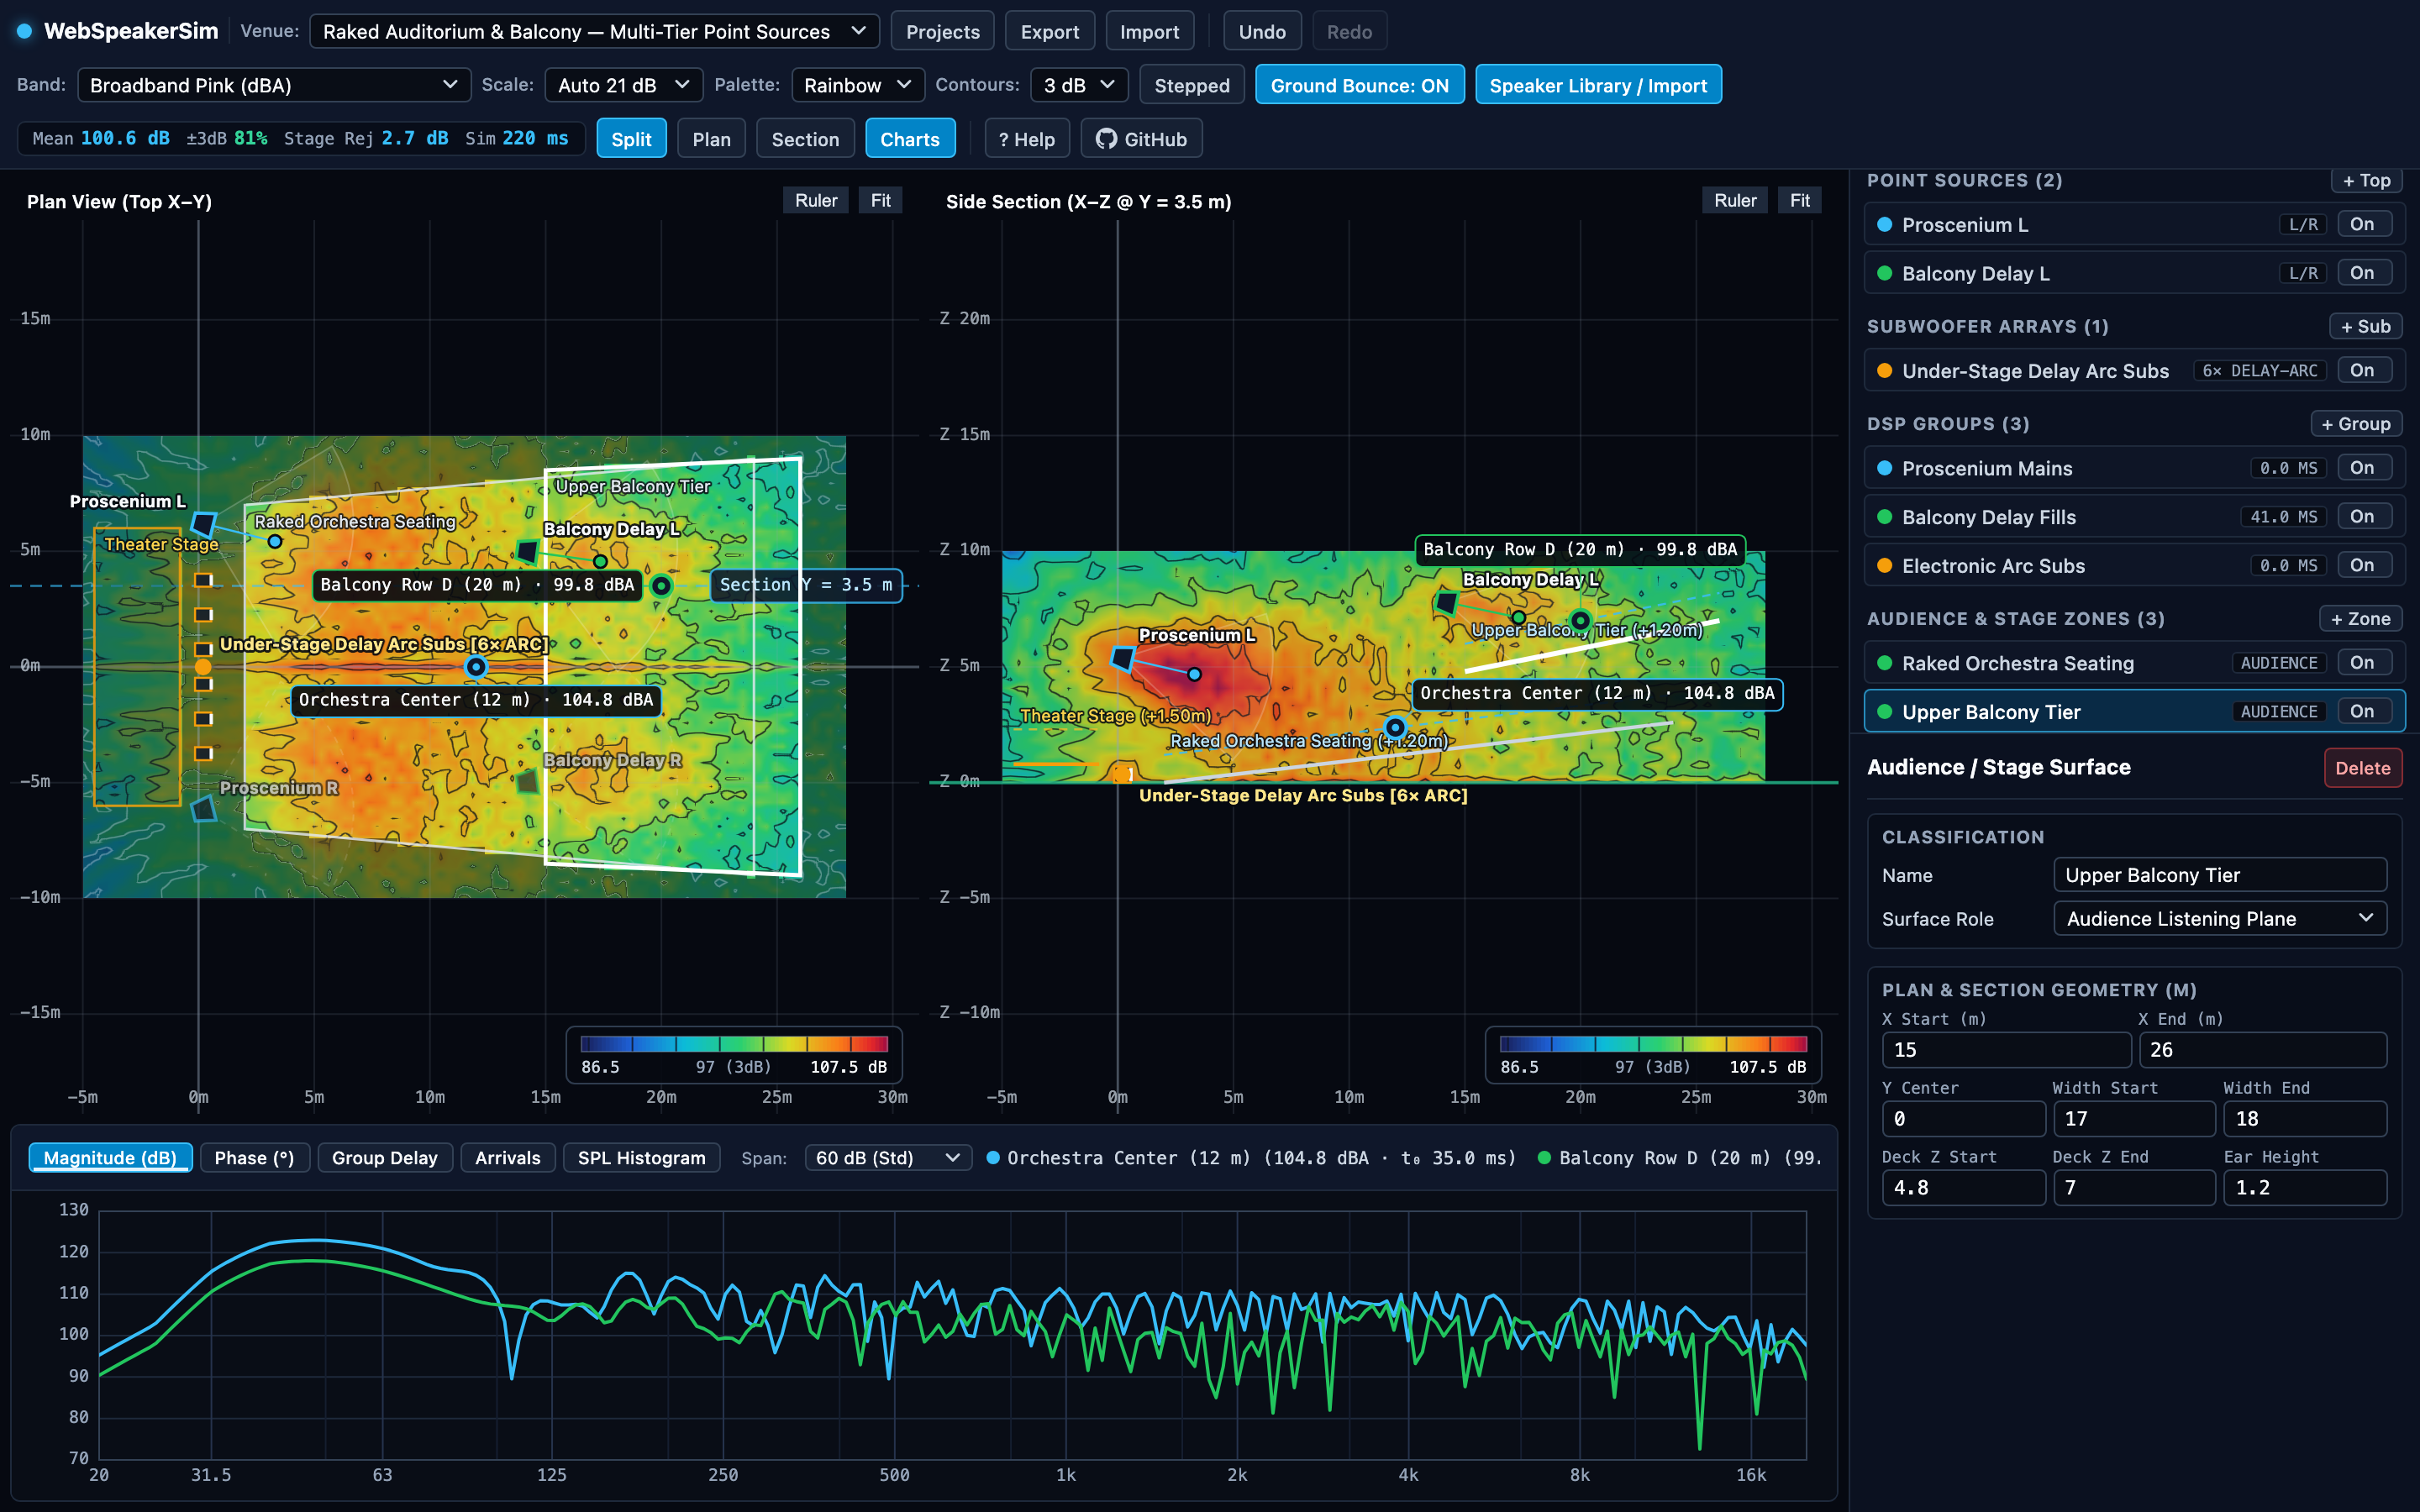 WebSpeakerSim Venue: Raked Auditorium & Balcony — Multi-Tier Point Sources Projects Export Import Undo Redo
Band: Broadband Pink (dBA) Scale: Auto 21 dB Palette: Rainbow Contours: 3 dB Stepped Ground Bounce: ON Speaker Library / Import
Mean 100.6 dB ±3dB 81% Stage Rej 2.7 dB Sim 220 ms Split Plan Section Charts ? Help GitHub
Plan View (Top X–Y) Ruler Fit
15m
10m
5m
0m
−5m
−10m
−15m
Proscenium L
Theater Stage
Raked Orchestra Seating
Upper Balcony Tier
Balcony Delay L
Balcony Row D (20 m) · 99.8 dBA
Section Y = 3.5 m
Under-Stage Delay Arc Subs [6× ARC]
Orchestra Center (12 m) · 104.8 dBA
Balcony Delay R
Proscenium R
86.5 97 (3dB) 107.5 dB
−5m 0m 5m 10m 15m 20m 25m 30m
Side Section (X–Z @ Y = 3.5 m) Ruler Fit
Z 20m
Z 15m
Z 10m
Z 5m
Z 0m
Z −5m
Z −10m
Balcony Row D (20 m) · 99.8 dBA
Balcony Delay L
Upper Balcony Tier (+1.20m)
Proscenium L
Orchestra Center (12 m) · 104.8 dBA
Theater Stage (+1.50m)
Raked Orchestra Seating (+1.20m)
Under-Stage Delay Arc Subs [6× ARC]
86.5 97 (3dB) 107.5 dB
−5m 0m 5m 10m 15m 20m 25m 30m
Magnitude (dB) Phase (°) Group Delay Arrivals SPL Histogram Span: 60 dB (Std) Orchestra Center (12 m) (104.8 dBA · t₀ 35.0 ms) Balcony Row D (20 m) (99.
130
120
110
100
90
80
70
20 31.5 63 125 250 500 1k 2k 4k 8k 16k
POINT SOURCES (2) + Top
Proscenium L L/R On
Balcony Delay L L/R On
SUBWOOFER ARRAYS (1) + Sub
Under-Stage Delay Arc Subs 6× DELAY-ARC On
DSP GROUPS (3) + Group
Proscenium Mains 0.0 MS On
Balcony Delay Fills 41.0 MS On
Electronic Arc Subs 0.0 MS On
AUDIENCE & STAGE ZONES (3) + Zone
Raked Orchestra Seating AUDIENCE On
Upper Balcony Tier AUDIENCE On
Audience / Stage Surface Delete
CLASSIFICATION
Name Upper Balcony Tier
Surface Role Audience Listening Plane
PLAN & SECTION GEOMETRY (M)
X Start (m) X End (m)
15 26
Y Center Width Start Width End
0 17 18
Deck Z Start Deck Z End Ear Height
4.8 7 1.2